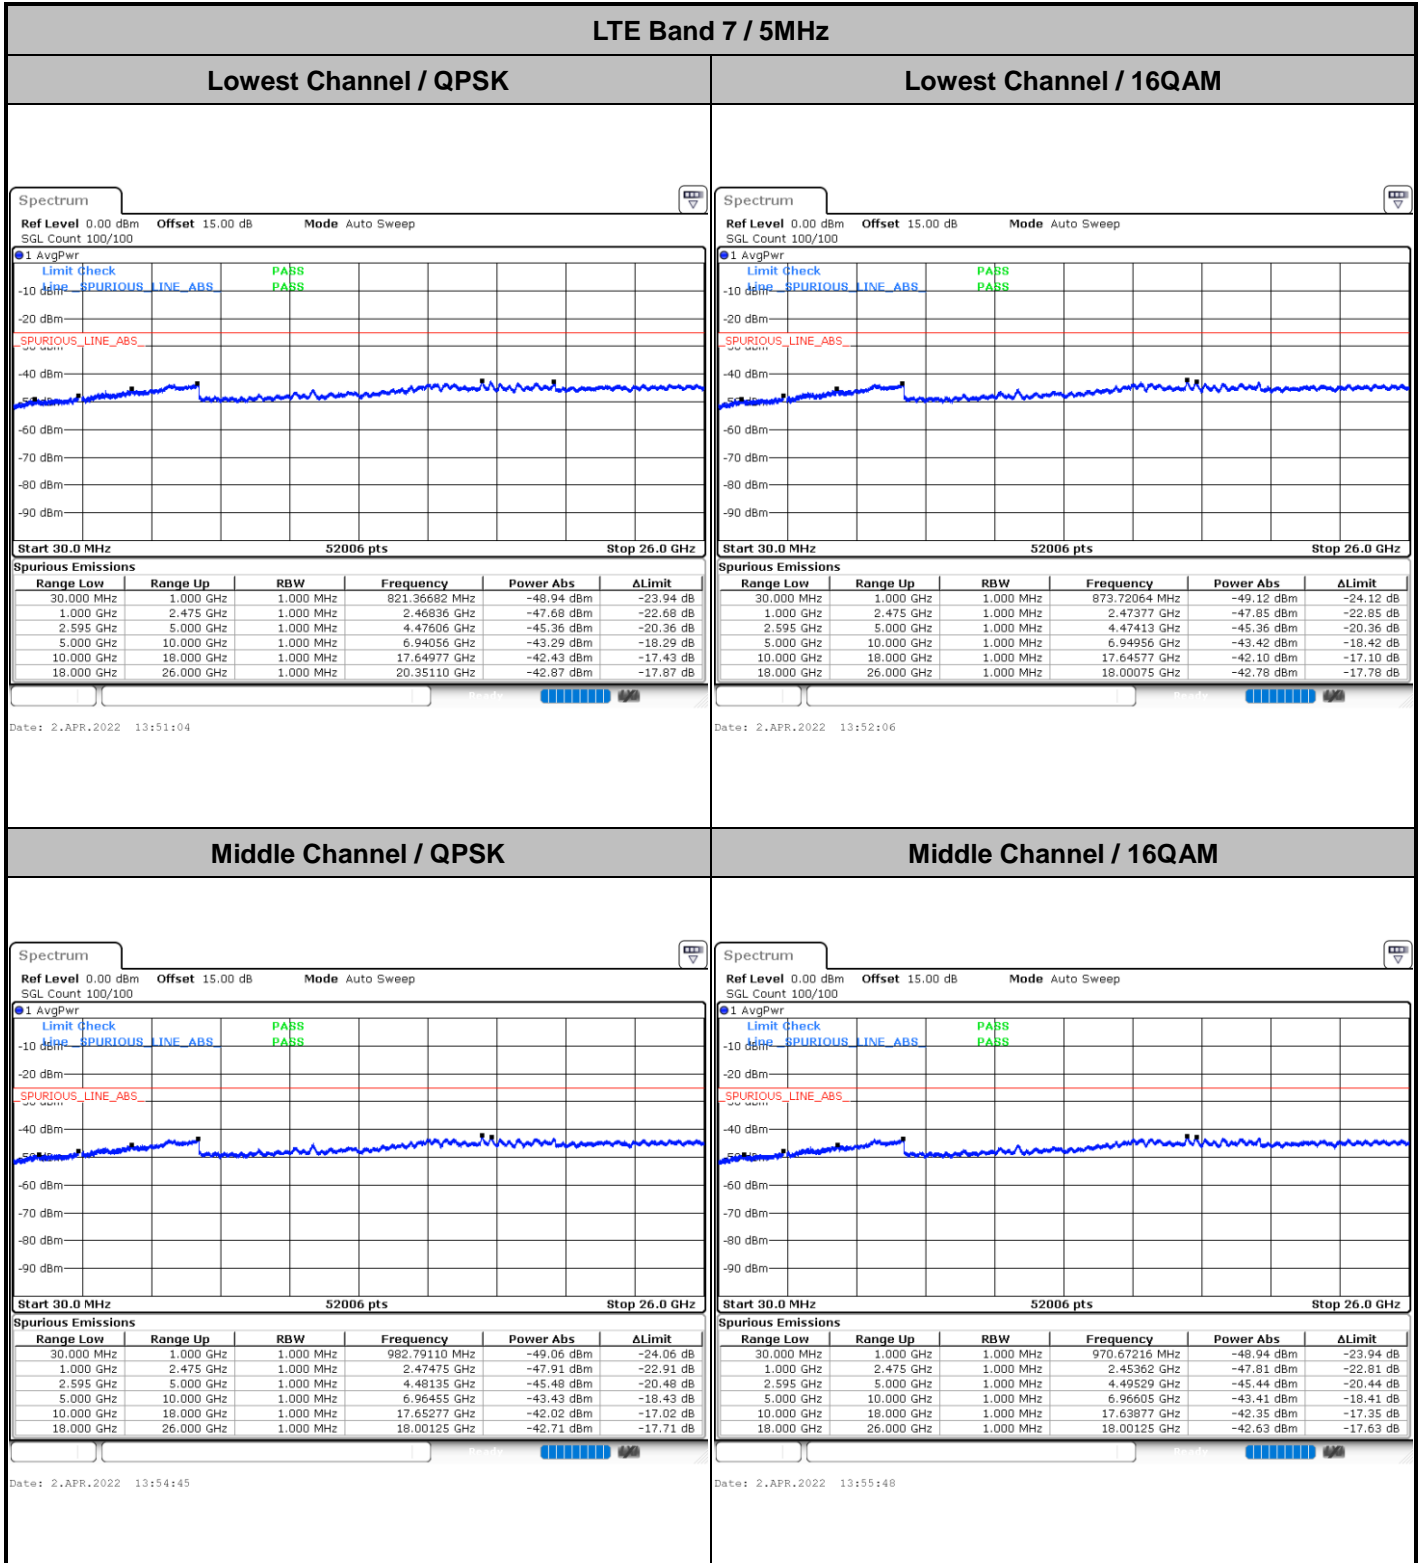 LTE Band 7 / 5MHz
Lowest Channel / QPSK
Lowest Channel / 16QAM
Spectrum
Ref Level 0.00 dBm Offset 15.00 dB Mode Auto Sweep
SGL Count 100/100
1 AvgPwr
Limit Check PASS
-10 dBm Line _SPURIOUS_LINE_ABS_ PASS
-20 dBm
_SPURIOUS_LINE_ABS_
-30 dBm
-40 dBm
-50 dBm
-60 dBm
-70 dBm
-80 dBm
-90 dBm
Start 30.0 MHz 52006 pts Stop 26.0 GHz
Spurious Emissions
Range Low Range Up RBW Frequency Power Abs ΔLimit
30.000 MHz 1.000 GHz 1.000 MHz 821.36682 MHz -48.94 dBm -23.94 dB
1.000 GHz 2.475 GHz 1.000 MHz 2.46836 GHz -47.68 dBm -22.68 dB
2.595 GHz 5.000 GHz 1.000 MHz 4.47606 GHz -45.36 dBm -20.36 dB
5.000 GHz 10.000 GHz 1.000 MHz 6.94056 GHz -43.29 dBm -18.29 dB
10.000 GHz 18.000 GHz 1.000 MHz 17.64977 GHz -42.43 dBm -17.43 dB
18.000 GHz 26.000 GHz 1.000 MHz 20.35110 GHz -42.87 dBm -17.87 dB
Ready
Date: 2.APR.2022 13:51:04
Spectrum
Ref Level 0.00 dBm Offset 15.00 dB Mode Auto Sweep
SGL Count 100/100
1 AvgPwr
Limit Check PASS
-10 dBm Line _SPURIOUS_LINE_ABS_ PASS
-20 dBm
_SPURIOUS_LINE_ABS_
-30 dBm
-40 dBm
-50 dBm
-60 dBm
-70 dBm
-80 dBm
-90 dBm
Start 30.0 MHz 52006 pts Stop 26.0 GHz
Spurious Emissions
Range Low Range Up RBW Frequency Power Abs ΔLimit
30.000 MHz 1.000 GHz 1.000 MHz 873.72064 MHz -49.12 dBm -24.12 dB
1.000 GHz 2.475 GHz 1.000 MHz 2.47377 GHz -47.85 dBm -22.85 dB
2.595 GHz 5.000 GHz 1.000 MHz 4.47413 GHz -45.36 dBm -20.36 dB
5.000 GHz 10.000 GHz 1.000 MHz 6.94956 GHz -43.42 dBm -18.42 dB
10.000 GHz 18.000 GHz 1.000 MHz 17.64577 GHz -42.10 dBm -17.10 dB
18.000 GHz 26.000 GHz 1.000 MHz 18.00075 GHz -42.78 dBm -17.78 dB
Ready
Date: 2.APR.2022 13:52:06
Middle Channel / QPSK
Middle Channel / 16QAM
Spectrum
Ref Level 0.00 dBm Offset 15.00 dB Mode Auto Sweep
SGL Count 100/100
1 AvgPwr
Limit Check PASS
-10 dBm Line _SPURIOUS_LINE_ABS_ PASS
-20 dBm
_SPURIOUS_LINE_ABS_
-30 dBm
-40 dBm
-50 dBm
-60 dBm
-70 dBm
-80 dBm
-90 dBm
Start 30.0 MHz 52006 pts Stop 26.0 GHz
Spurious Emissions
Range Low Range Up RBW Frequency Power Abs ΔLimit
30.000 MHz 1.000 GHz 1.000 MHz 982.79110 MHz -49.06 dBm -24.06 dB
1.000 GHz 2.475 GHz 1.000 MHz 2.47475 GHz -47.91 dBm -22.91 dB
2.595 GHz 5.000 GHz 1.000 MHz 4.48135 GHz -45.48 dBm -20.48 dB
5.000 GHz 10.000 GHz 1.000 MHz 6.96455 GHz -43.43 dBm -18.43 dB
10.000 GHz 18.000 GHz 1.000 MHz 17.65277 GHz -42.02 dBm -17.02 dB
18.000 GHz 26.000 GHz 1.000 MHz 18.00125 GHz -42.71 dBm -17.71 dB
Ready
Date: 2.APR.2022 13:54:45
Spectrum
Ref Level 0.00 dBm Offset 15.00 dB Mode Auto Sweep
SGL Count 100/100
1 AvgPwr
Limit Check PASS
-10 dBm Line _SPURIOUS_LINE_ABS_ PASS
-20 dBm
_SPURIOUS_LINE_ABS_
-30 dBm
-40 dBm
-50 dBm
-60 dBm
-70 dBm
-80 dBm
-90 dBm
Start 30.0 MHz 52006 pts Stop 26.0 GHz
Spurious Emissions
Range Low Range Up RBW Frequency Power Abs ΔLimit
30.000 MHz 1.000 GHz 1.000 MHz 970.67216 MHz -48.94 dBm -23.94 dB
1.000 GHz 2.475 GHz 1.000 MHz 2.45362 GHz -47.81 dBm -22.81 dB
2.595 GHz 5.000 GHz 1.000 MHz 4.49529 GHz -45.44 dBm -20.44 dB
5.000 GHz 10.000 GHz 1.000 MHz 6.96605 GHz -43.41 dBm -18.41 dB
10.000 GHz 18.000 GHz 1.000 MHz 17.63877 GHz -42.35 dBm -17.35 dB
18.000 GHz 26.000 GHz 1.000 MHz 18.00125 GHz -42.63 dBm -17.63 dB
Ready
Date: 2.APR.2022 13:55:48